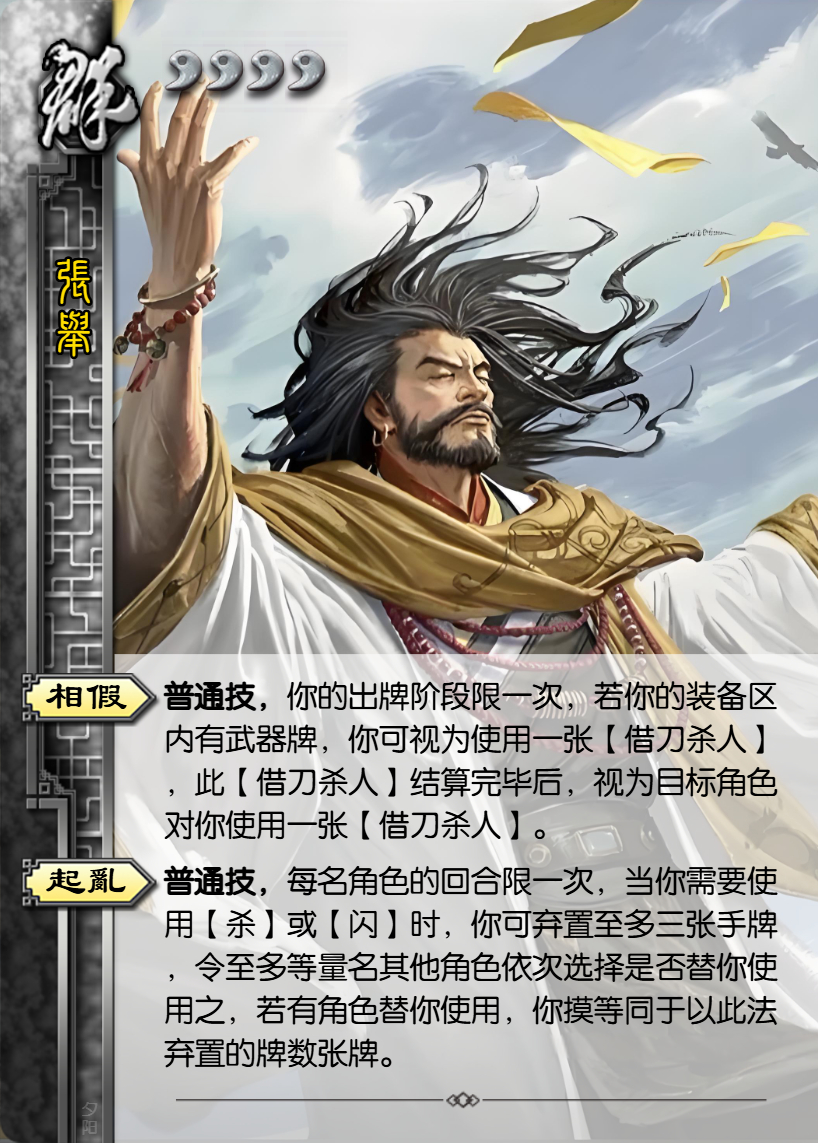 群
張舉
相假
普通技，你的出牌阶段限一次，若你的装备区
内有武器牌，你可视为使用一张【借刀杀人】
，此【借刀杀人】结算完毕后，视为目标角色
对你使用一张【借刀杀人】。
起亂
普通技，每名角色的回合限一次，当你需要使
用【杀】或【闪】时，你可弃置至多三张手牌
，令至多等量名其他角色依次选择是否替你使
用之，若有角色替你使用，你摸等同于以此法
弃置的牌数张牌。
夕阳